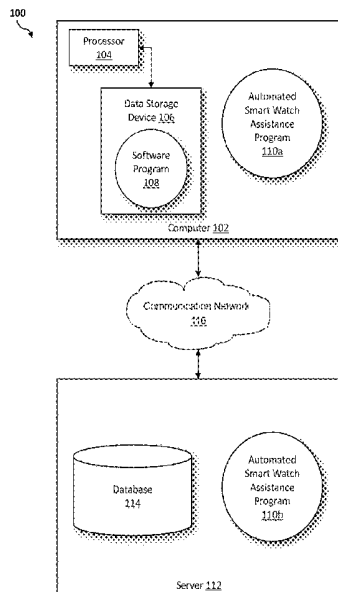 100
Processor
104
Data Storage
Device 106
Software
Program
108
Automated
Smart Watch
Assistance
Program
110a
Computer 102
Communication Network
116
Database
114
Automated
Smart Watch
Assistance
Program
110b
Server 112